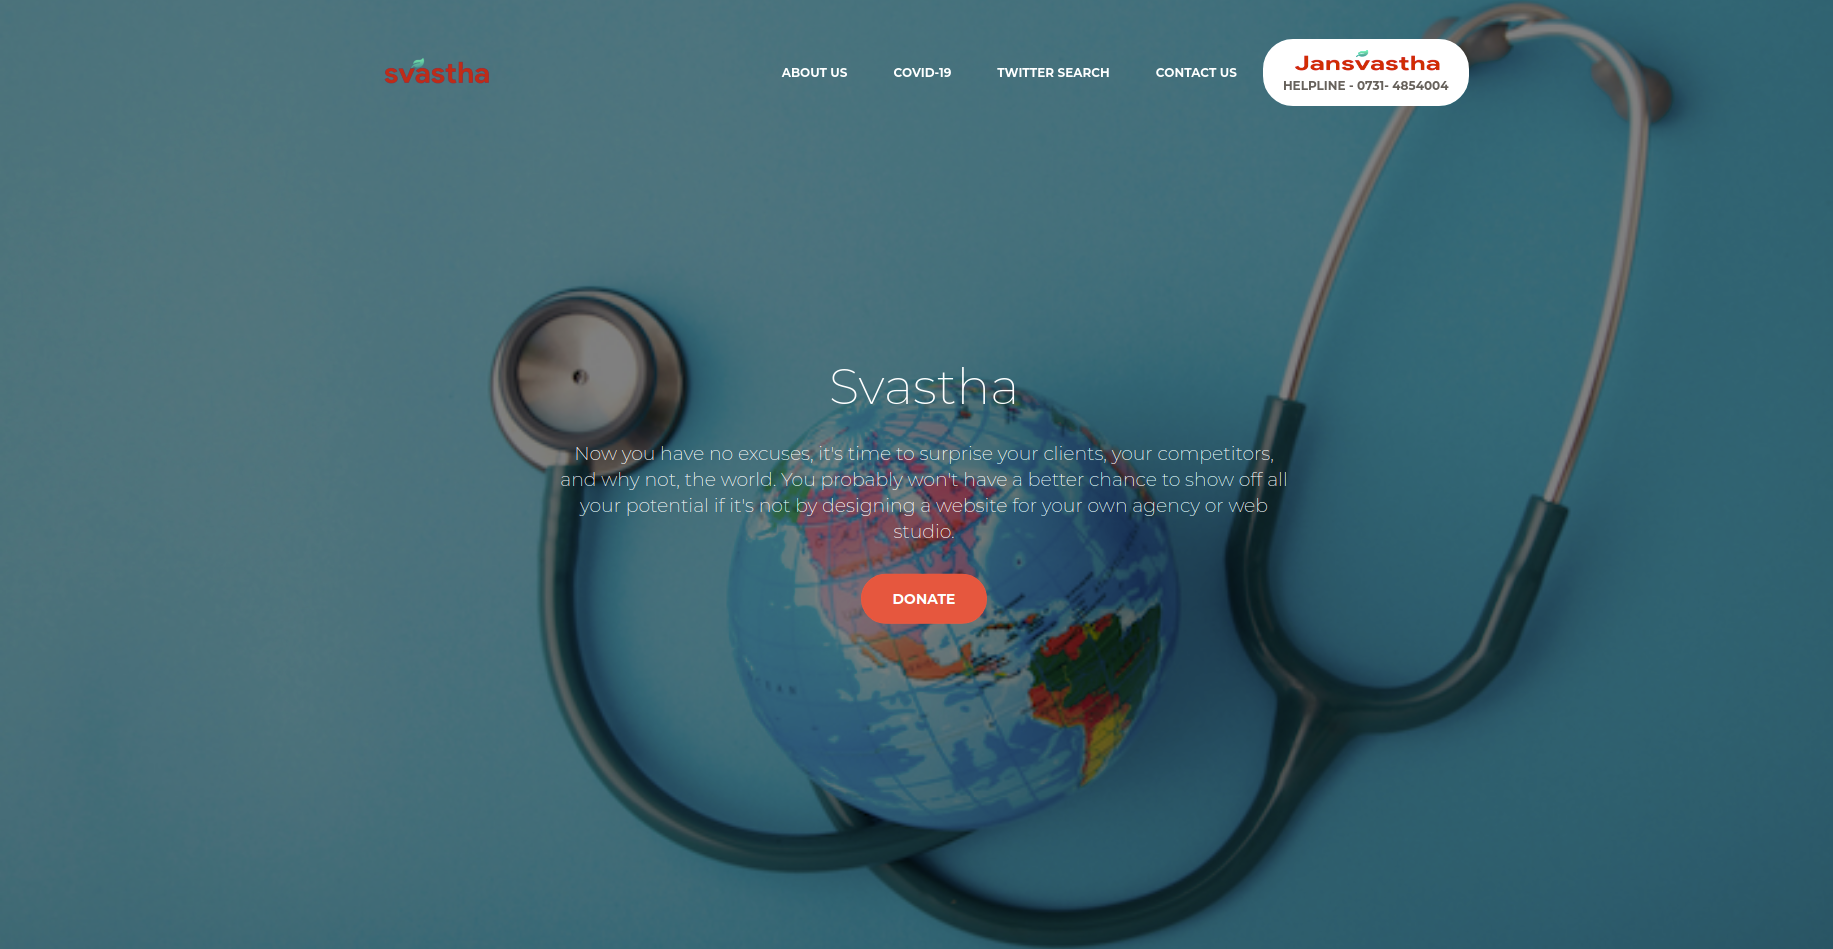 svastha
ABOUT US
COVID-19
TWITTER SEARCH
CONTACT US
Jansvastha
HELPLINE - 0731- 4854004
Svastha
Now you have no excuses, it's time to surprise your clients, your competitors,
and why not, the world. You probably won't have a better chance to show off all
your potential if it's not by designing a website for your own agency or web
studio.
DONATE